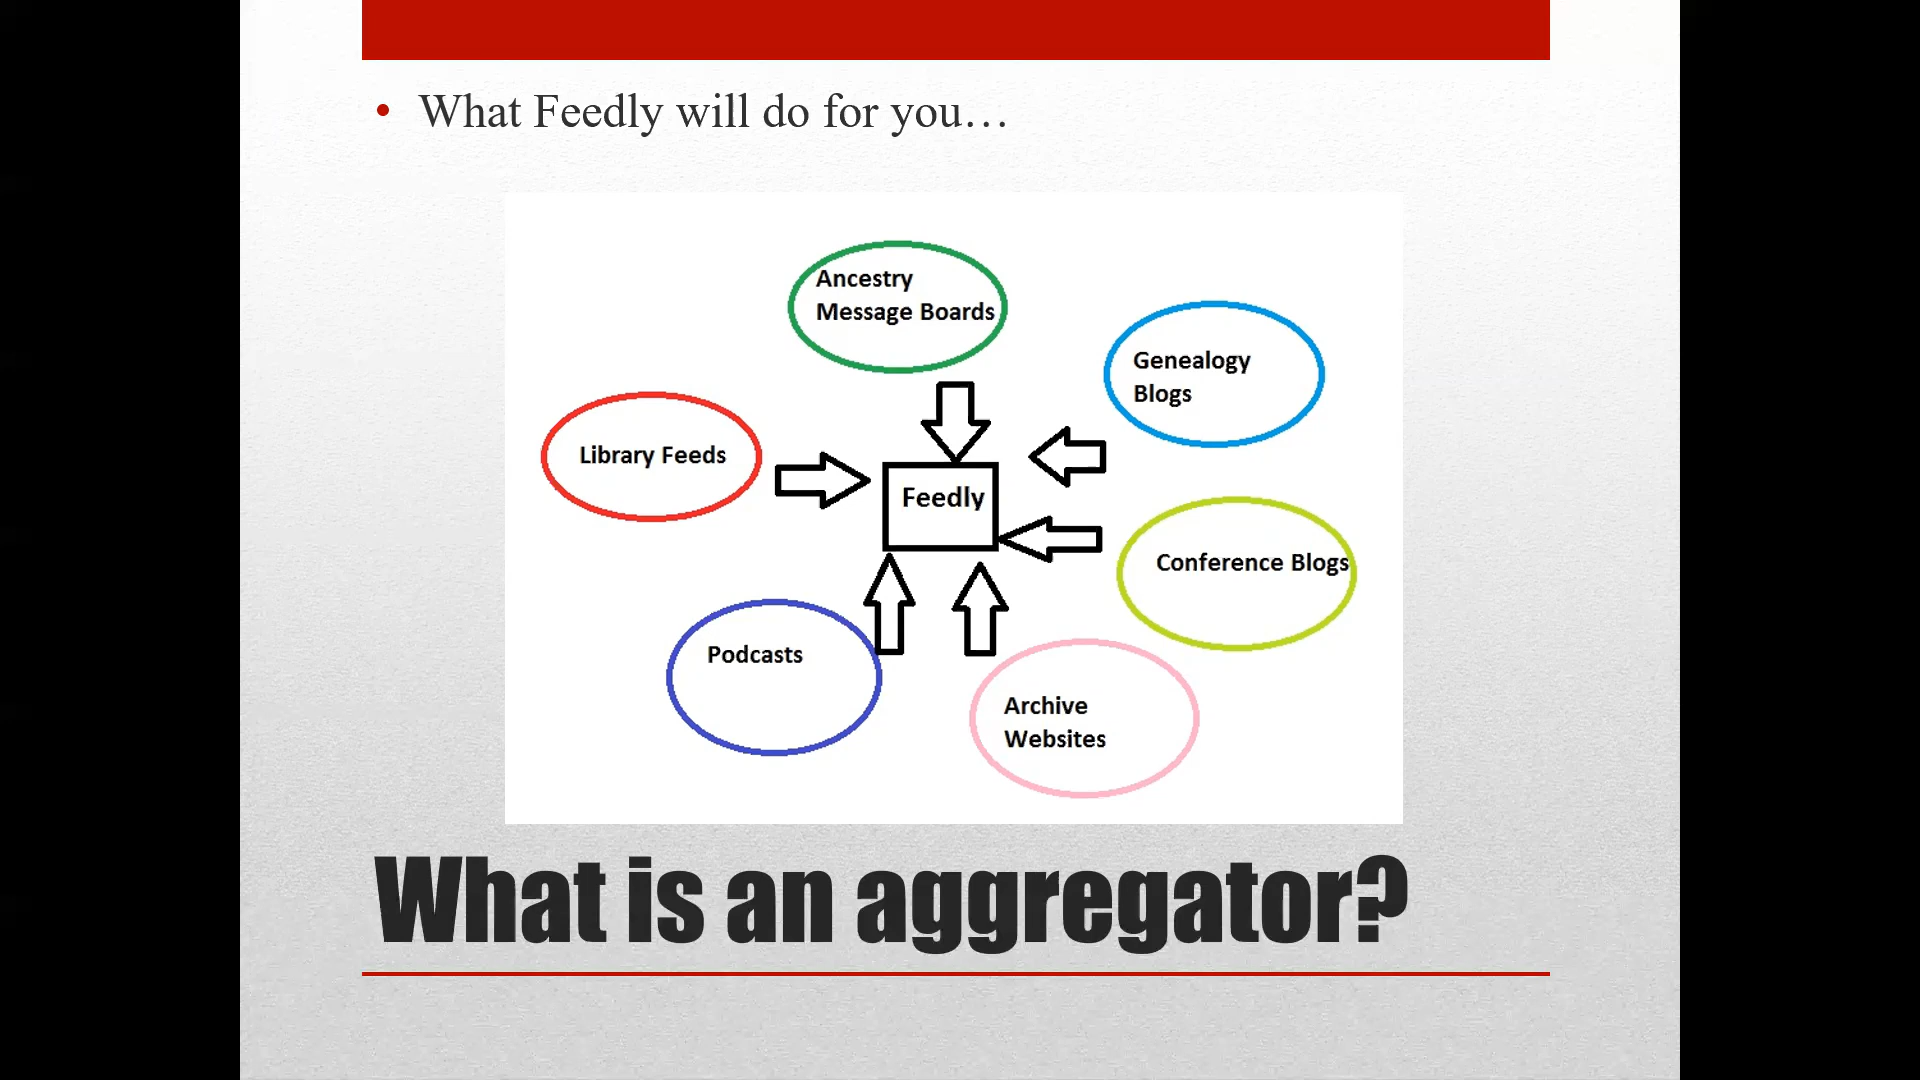 • What Feedly will do for you…
Ancestry
Message Boards
Genealogy
Blogs
Library Feeds
Feedly
Conference Blogs
Podcasts
Archive
Websites
What is an aggregator?